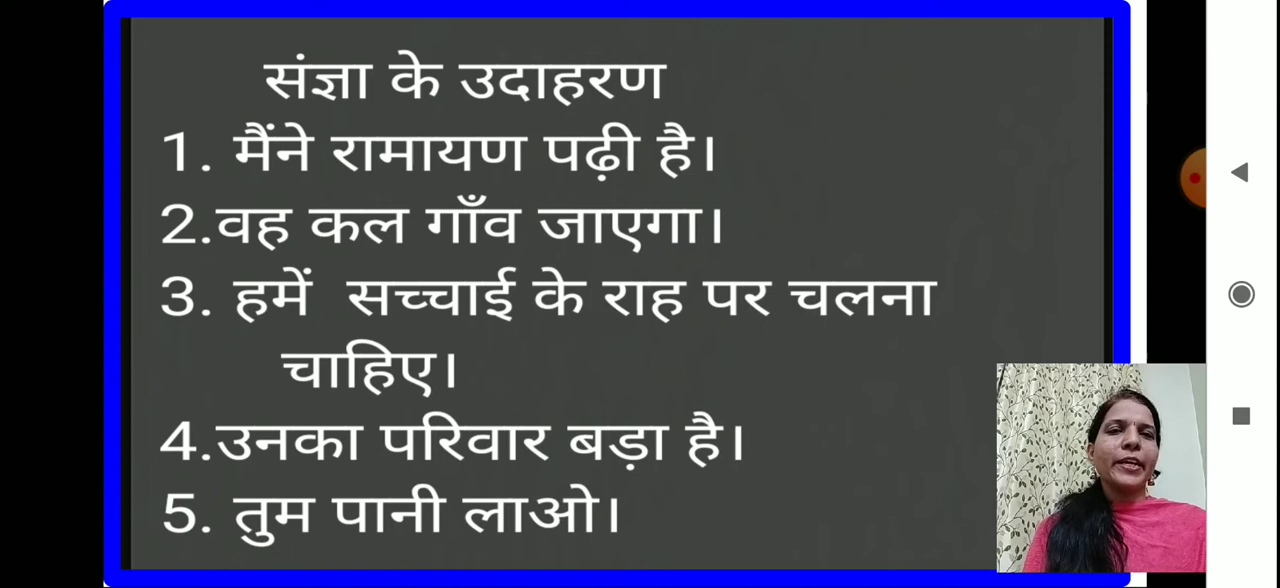 संज्ञा के उदाहरण
1. मैंने रामायण पढ़ी है।
2.वह कल गाँव जाएगा।
3. हमें सच्चाई के राह पर चलना
चाहिए।
4.उनका परिवार बड़ा है।
5. तुम पानी लाओ।